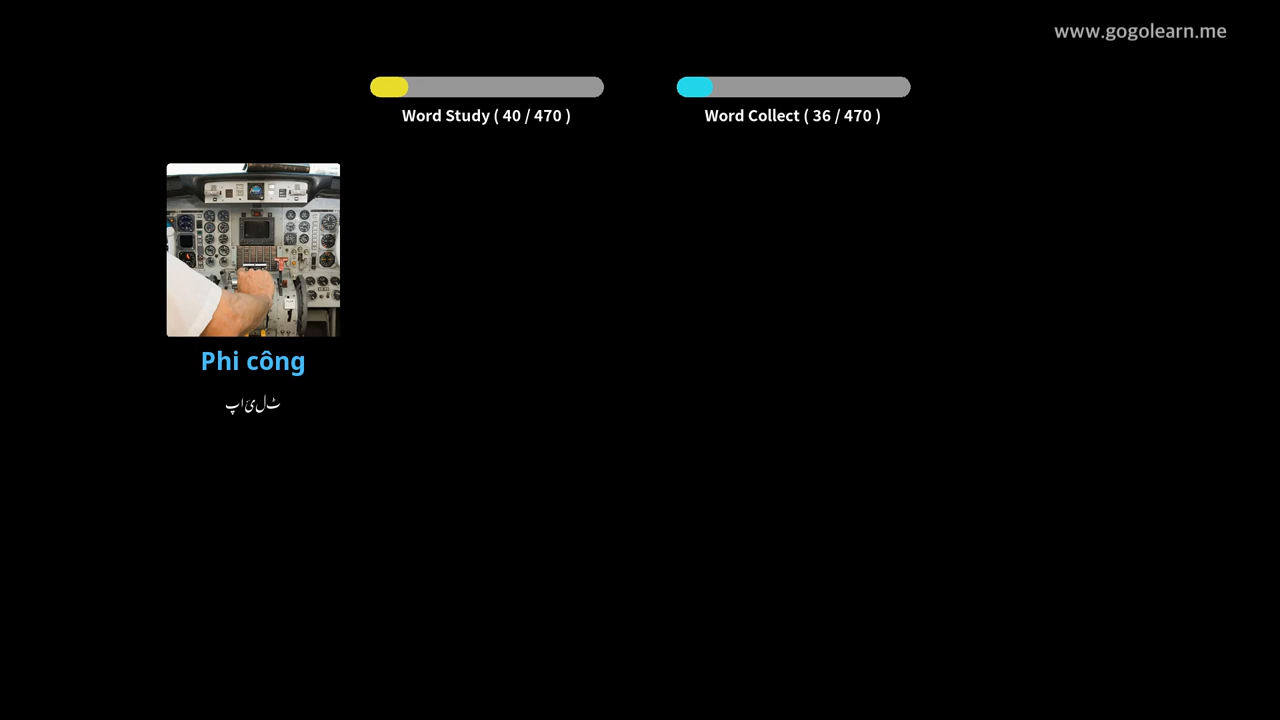 www.gogolearn.me
Word Study ( 40 / 470 )
Word Collect ( 36 / 470 )
Phi công
پائلٹ